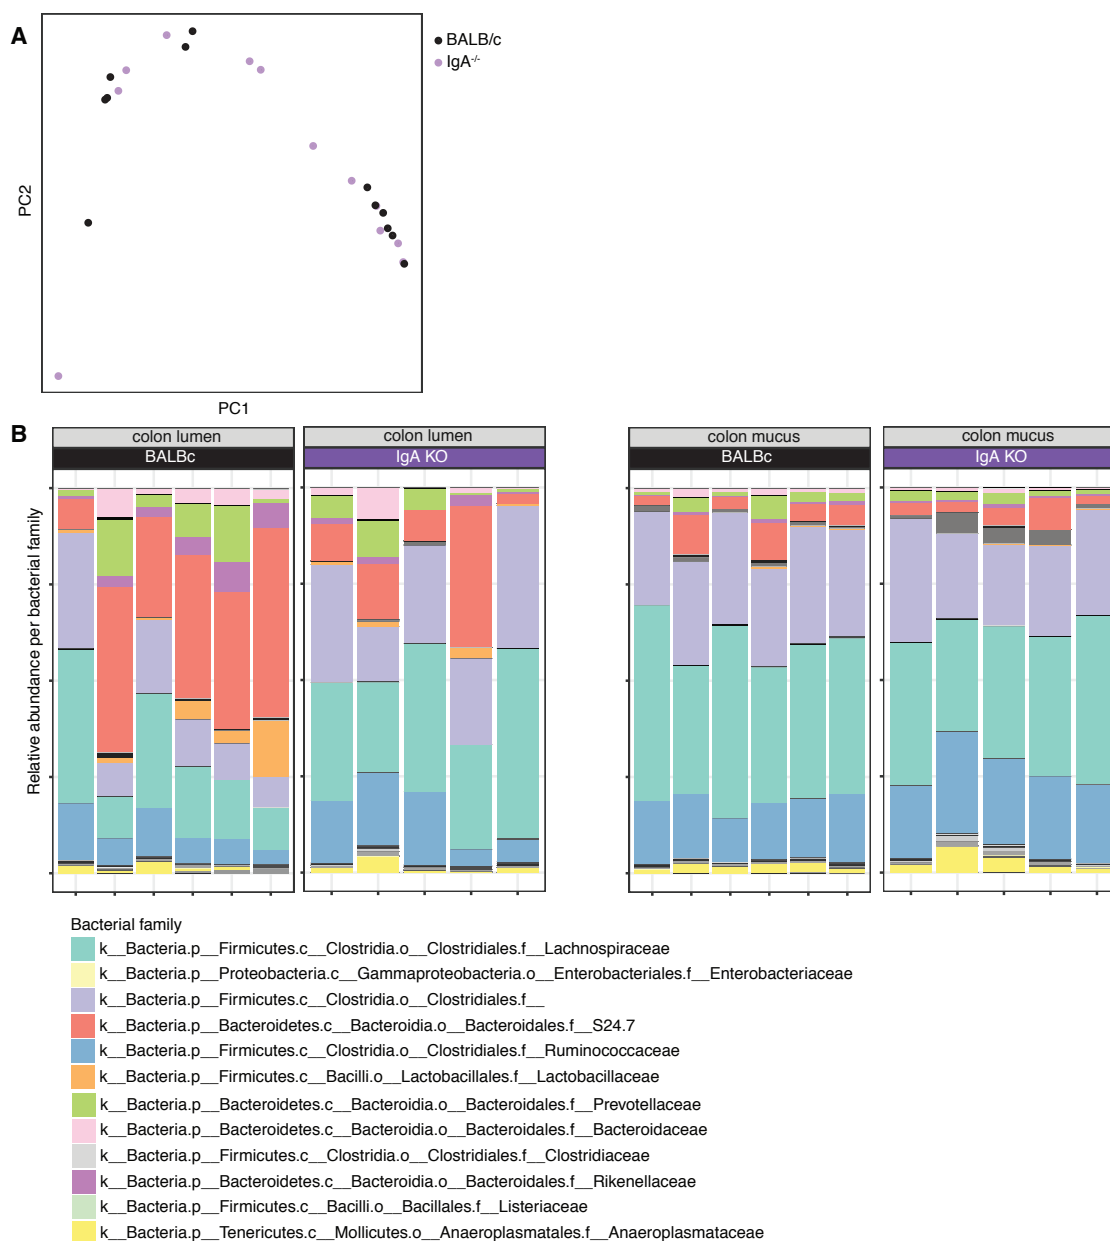 A
BALB/c
IgA-/-
PC2
PC1
B
colon lumen
colon lumen
colon mucus
colon mucus
BALBc
IgA KO
BALBc
IgA KO
Relative abundance per bacterial family
Bacterial family
k__Bacteria.p__Firmicutes.c__Clostridia.o__Clostridiales.f__Lachnospiraceae
k__Bacteria.p__Proteobacteria.c__Gammaproteobacteria.o__Enterobacteriales.f__Enterobacteriaceae
k__Bacteria.p__Firmicutes.c__Clostridia.o__Clostridiales.f__
k__Bacteria.p__Bacteroidetes.c__Bacteroidia.o__Bacteroidales.f__S24.7
k__Bacteria.p__Firmicutes.c__Clostridia.o__Clostridiales.f__Ruminococcaceae
k__Bacteria.p__Firmicutes.c__Bacilli.o__Lactobacillales.f__Lactobacillaceae
k__Bacteria.p__Bacteroidetes.c__Bacteroidia.o__Bacteroidales.f__Prevotellaceae
k__Bacteria.p__Bacteroidetes.c__Bacteroidia.o__Bacteroidales.f__Bacteroidaceae
k__Bacteria.p__Firmicutes.c__Clostridia.o__Clostridiales.f__Clostridiaceae
k__Bacteria.p__Bacteroidetes.c__Bacteroidia.o__Bacteroidales.f__Rikenellaceae
k__Bacteria.p__Firmicutes.c__Bacilli.o__Bacillales.f__Listeriaceae
k__Bacteria.p__Tenericutes.c__Mollicutes.o__Anaeroplasmatales.f__Anaeroplasmataceae